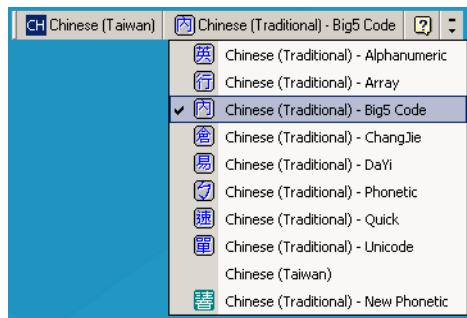 CH Chinese (Taiwan) 內 Chinese (Traditional) - Big5 Code ?
英 Chinese (Traditional) - Alphanumeric
行 Chinese (Traditional) - Array
內 Chinese (Traditional) - Big5 Code
倉 Chinese (Traditional) - ChangJie
易 Chinese (Traditional) - DaYi
ㄅ Chinese (Traditional) - Phonetic
速 Chinese (Traditional) - Quick
單 Chinese (Traditional) - Unicode
Chinese (Taiwan)
Chinese (Traditional) - New Phonetic